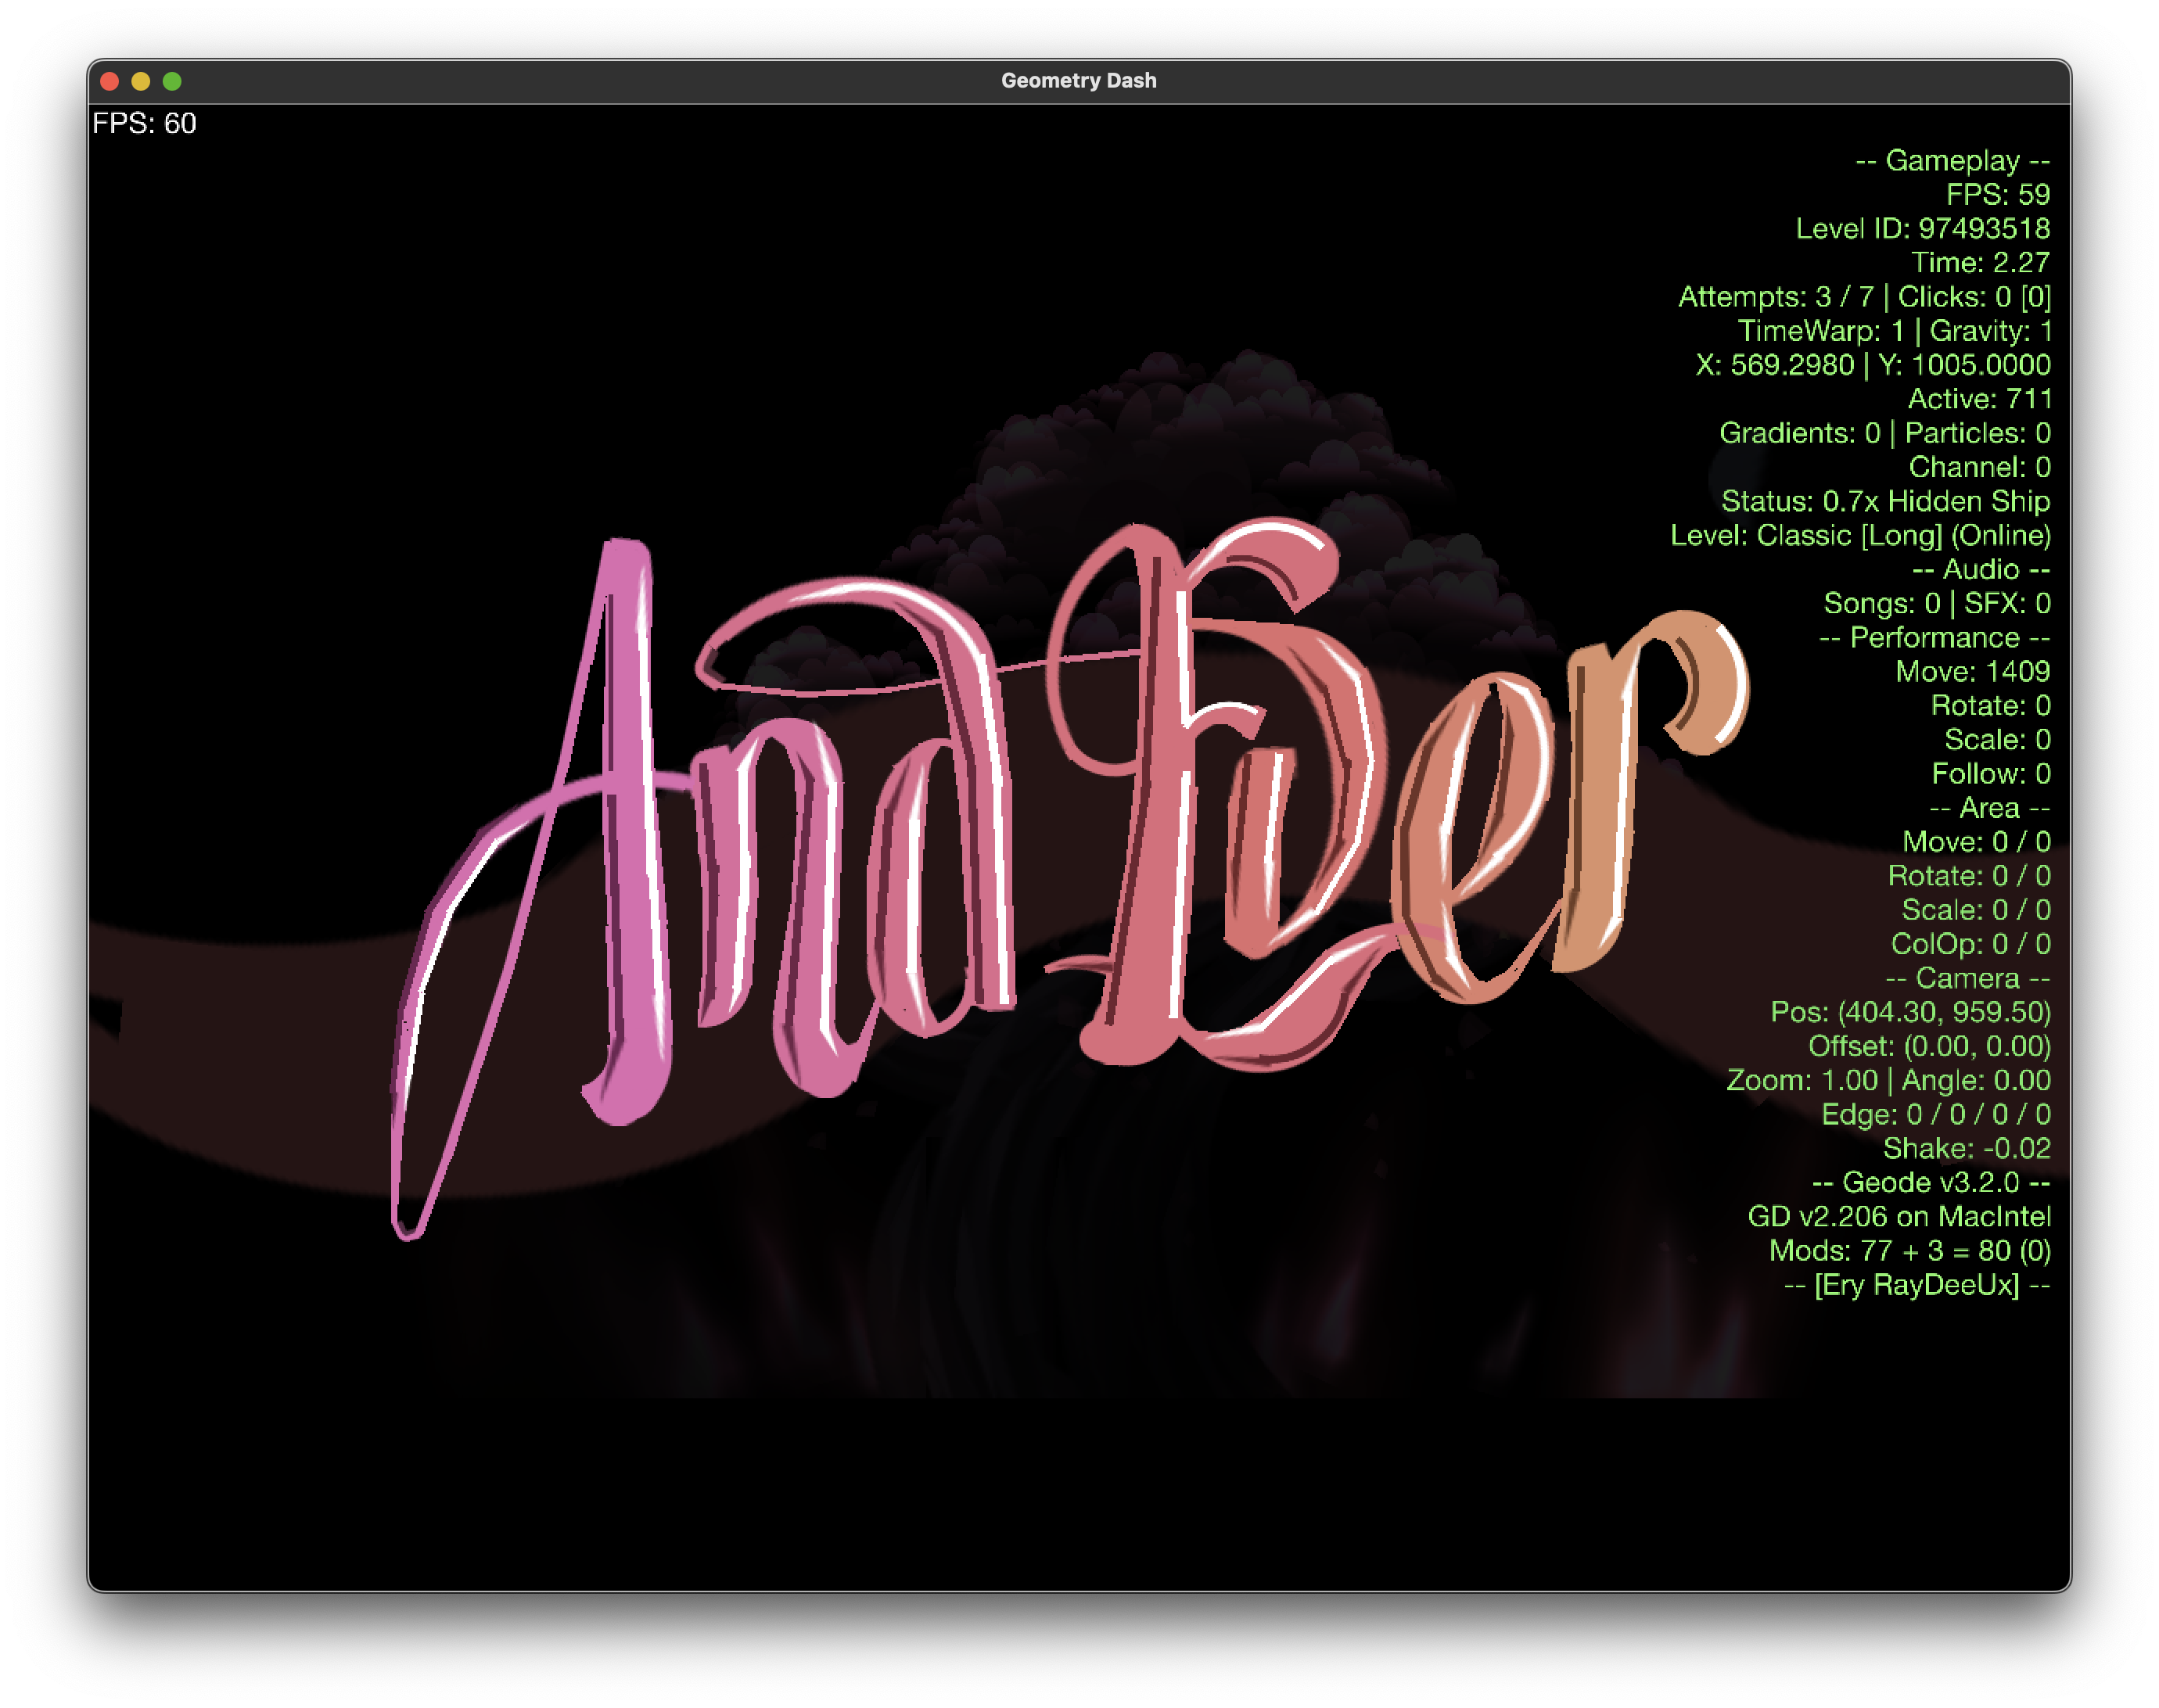 Geometry Dash
FPS: 60
-- Gameplay --
FPS: 59
Level ID: 97493518
Time: 2.27
Attempts: 3 / 7 | Clicks: 0 [0]
TimeWarp: 1 | Gravity: 1
X: 569.2980 | Y: 1005.0000
Active: 711
Gradients: 0 | Particles: 0
Channel: 0
Status: 0.7x Hidden Ship
Level: Classic [Long] (Online)
-- Audio --
Songs: 0 | SFX: 0
-- Performance --
Move: 1409
Rotate: 0
Scale: 0
Follow: 0
-- Area --
Move: 0 / 0
Rotate: 0 / 0
Scale: 0 / 0
ColOp: 0 / 0
-- Camera --
Pos: (404.30, 959.50)
Offset: (0.00, 0.00)
Zoom: 1.00 | Angle: 0.00
Edge: 0 / 0 / 0 / 0
Shake: -0.02
-- Geode v3.2.0 --
GD v2.206 on MacIntel
Mods: 77 + 3 = 80 (0)
-- [Ery RayDeeUx] --
And Ever